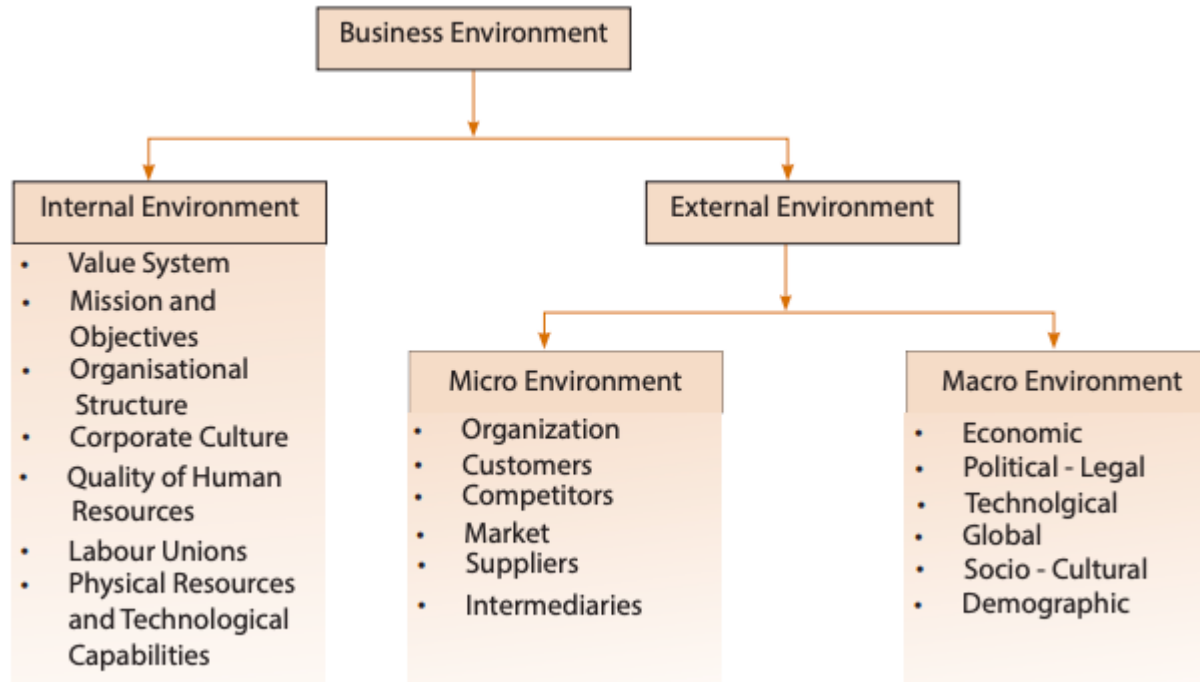 Business Environment
Internal Environment
• Value System
• Mission and
Objectives
• Organisational
Structure
• Corporate Culture
• Quality of Human
Resources
• Labour Unions
• Physical Resources
and Technological
Capabilities
External Environment
Micro Environment
• Organization
• Customers
• Competitors
• Market
• Suppliers
• Intermediaries
Macro Environment
• Economic
• Political - Legal
• Technolgical
• Global
• Socio - Cultural
• Demographic